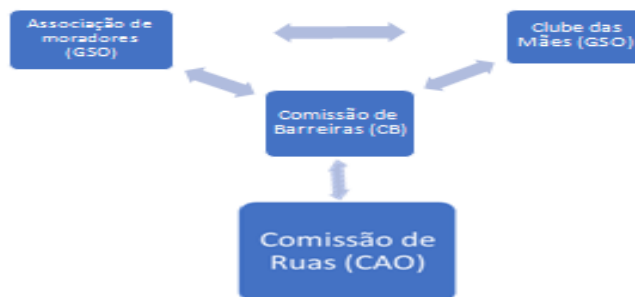 Associação de
moradores
(GSO)
Clube das
Mães (GSO)
Comissão de
Barreiras (CB)
Comissão de
Ruas (CAO)